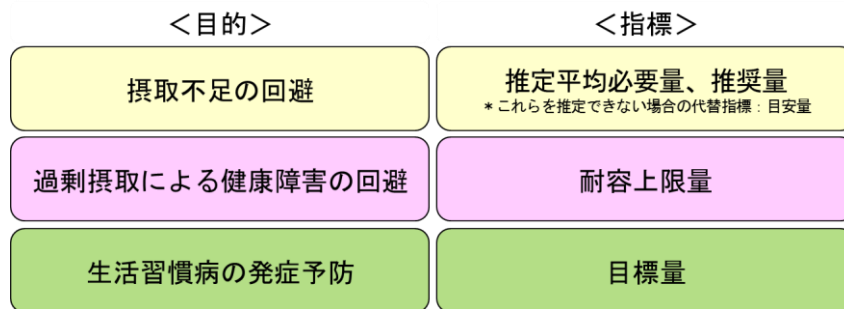 ＜目的＞ ＜指標＞
摂取不足の回避 推定平均必要量、推奨量
＊これらを推定できない場合の代替指標：目安量
過剰摂取による健康障害の回避 耐容上限量
生活習慣病の発症予防 目標量